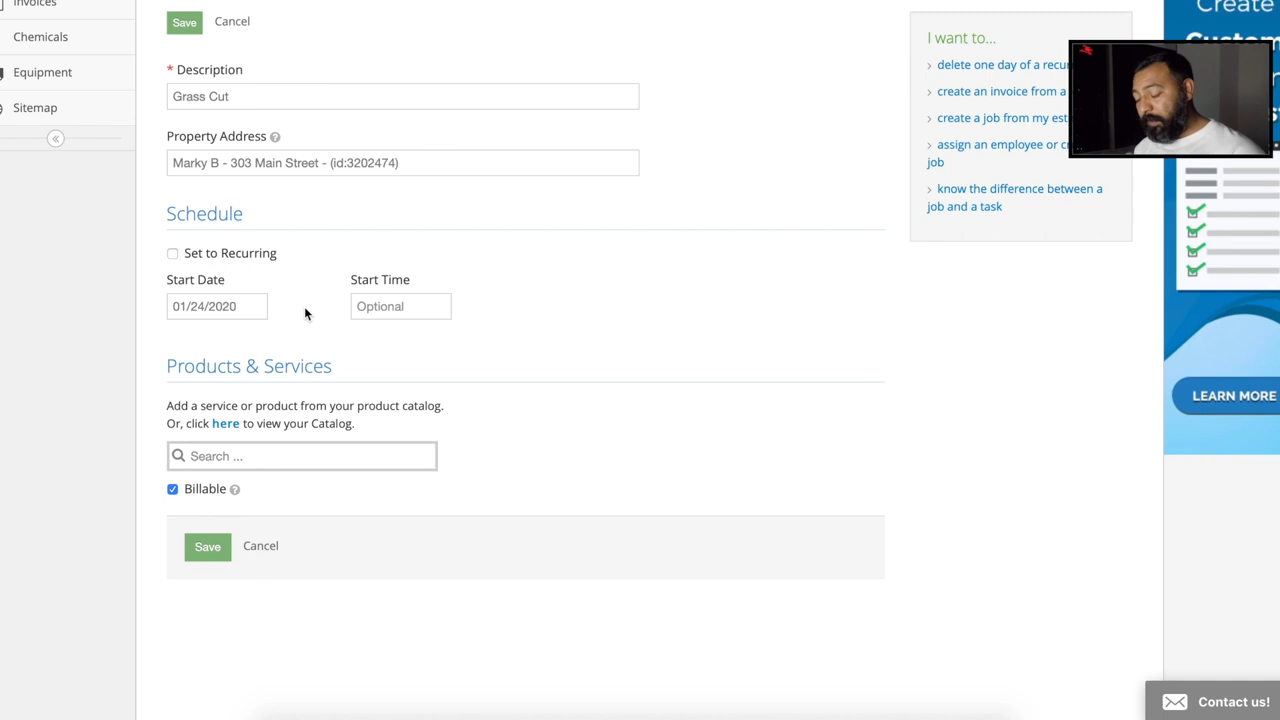 Invoices
Chemicals
Equipment
Sitemap
Save Cancel
* Description
Grass Cut
Property Address
Marky B - 303 Main Street - (id:3202474)
Schedule
Set to Recurring
Start Date Start Time
01/24/2020 Optional
Products & Services
Add a service or product from your product catalog.
Or, click here to view your Catalog.
Search ...
Billable
Save Cancel
I want to...
delete one day of a
create an invoice from a
create a job from my
assign an employee or
job
know the difference between a
job and a task
Create
LEARN MORE
Contact us!